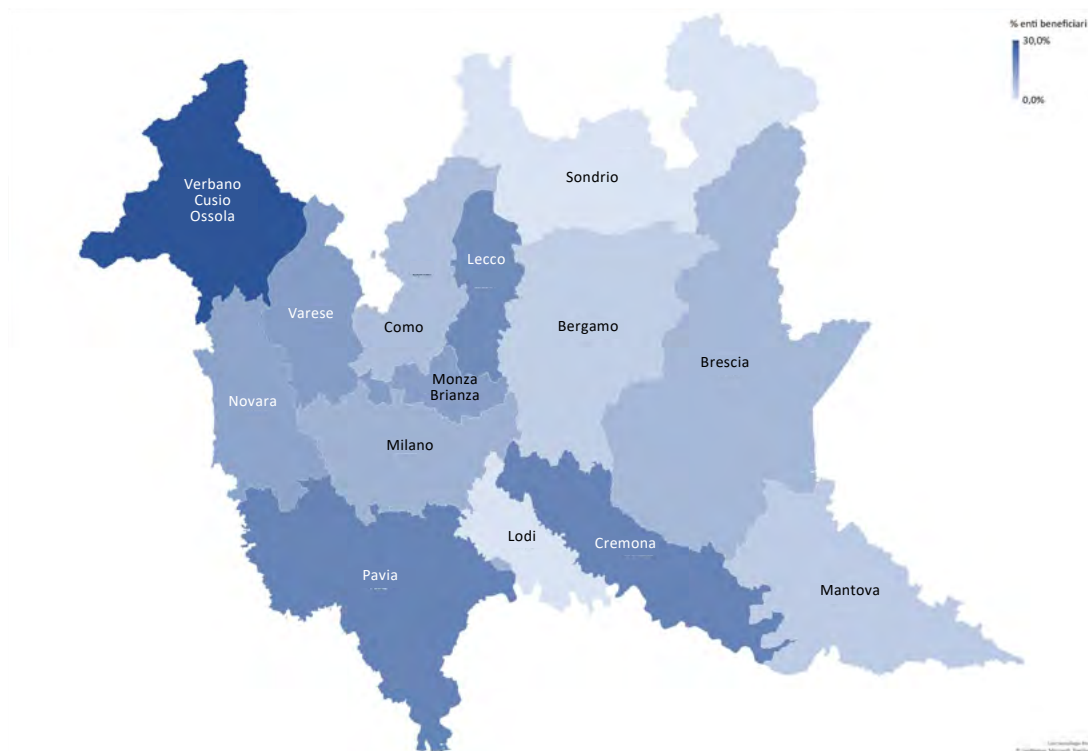 % enti beneficiari
30,0%
0,0%
Sondrio
Verbano
Cusio
Ossola
Lecco
Varese
Como
Bergamo
Brescia
Monza
Brianza
Novara
Milano
Lodi
Cremona
Pavia
Mantova